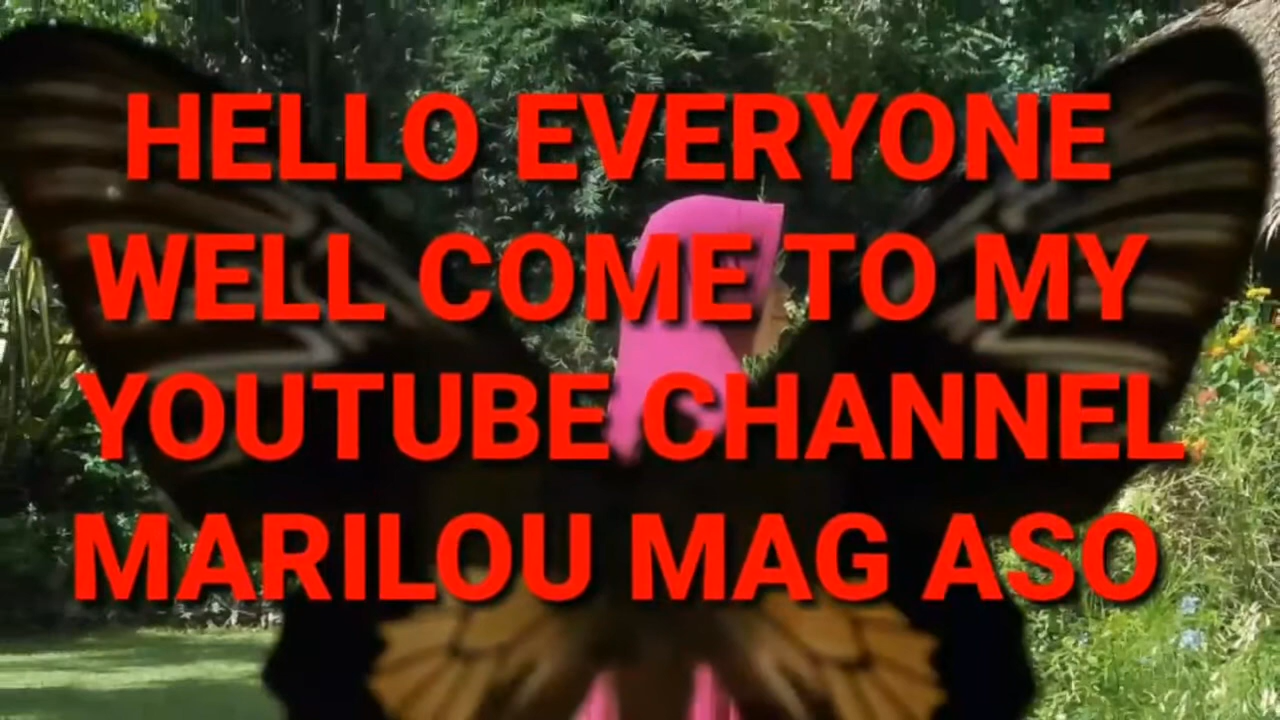 HELLO EVERYONE
WELL COME TO MY
YOUTUBE CHANNEL
MARILOU MAG ASO